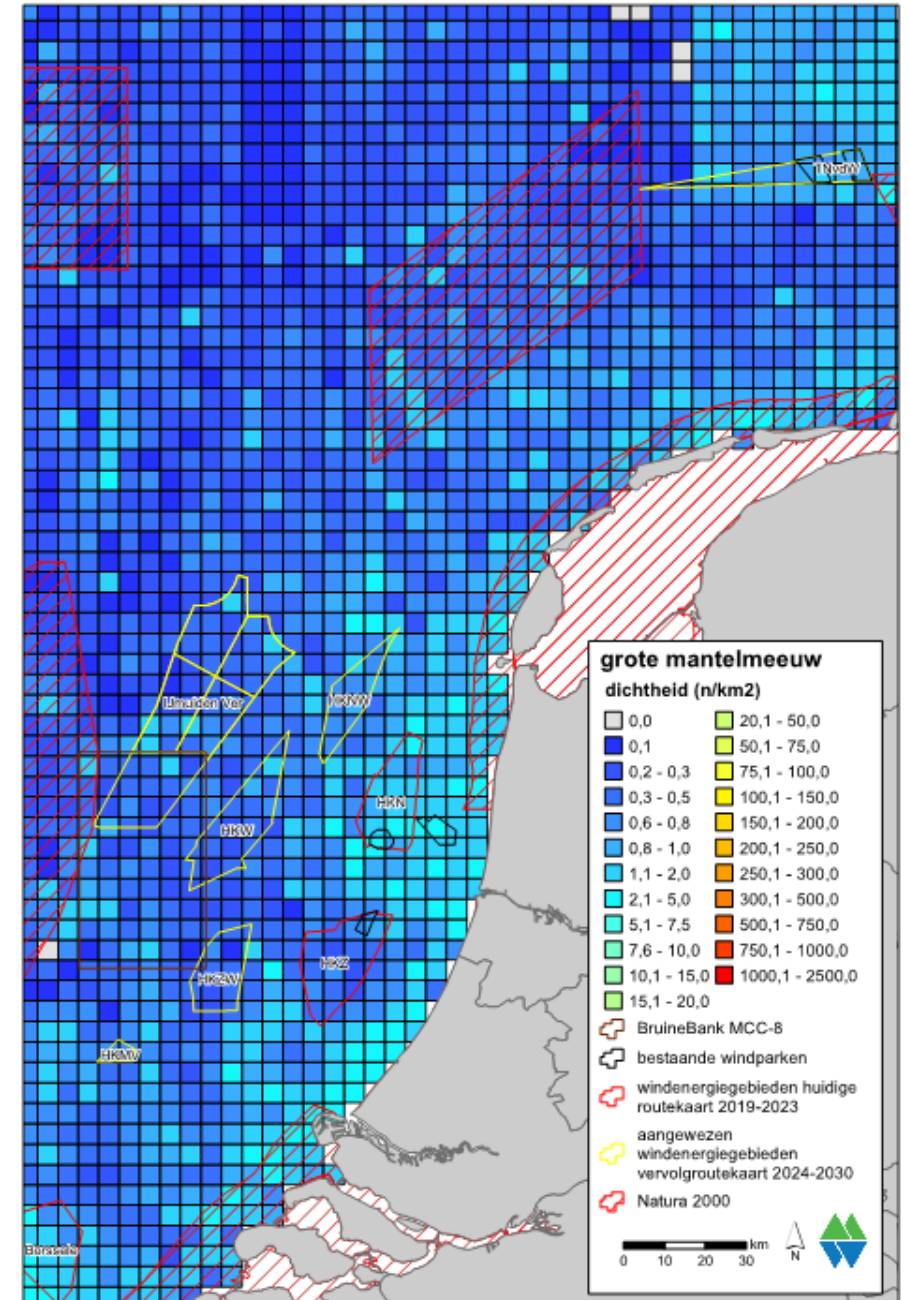 TNvdW
IJmuiden Ver
HKNW
HKN
HKW
HKZ
HKZW
HKMV
Borssele
grote mantelmeeuw
dichtheid (n/km2)
0,0
0,1
0,2 - 0,3
0,3 - 0,5
0,6 - 0,8
0,8 - 1,0
1,1 - 2,0
2,1 - 5,0
5,1 - 7,5
7,6 - 10,0
10,1 - 15,0
15,1 - 20,0
20,1 - 50,0
50,1 - 75,0
75,1 - 100,0
100,1 - 150,0
150,1 - 200,0
200,1 - 250,0
250,1 - 300,0
300,1 - 500,0
500,1 - 750,0
750,1 - 1000,0
1000,1 - 2500,0
BruineBank MCC-8
bestaande windparken
windenergiegebieden huidige
routekaart 2019-2023
aangewezen
windenergiegebieden
vervolgroutekaart 2024-2030
Natura 2000
km
0 10 20 30
N